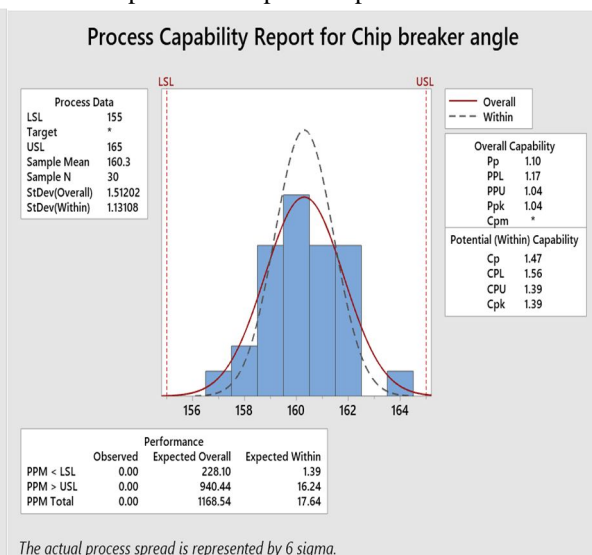 Process Capability Report for Chip breaker angle
LSL USL
Process Data
LSL 155
Target *
USL 165
Sample Mean 160.3
Sample N 30
StDev(Overall) 1.51202
StDev(Within) 1.13108
Overall
Within
Overall Capability
Pp 1.10
PPL 1.17
PPU 1.04
Ppk 1.04
Cpm *
Potential (Within) Capability
Cp 1.47
CPL 1.56
CPU 1.39
Cpk 1.39
156 158 160 162 164
Performance
Observed Expected Overall Expected Within
PPM < LSL 0.00 228.10 1.39
PPM > USL 0.00 940.44 16.24
PPM Total 0.00 1168.54 17.64
The actual process spread is represented by 6 sigma.